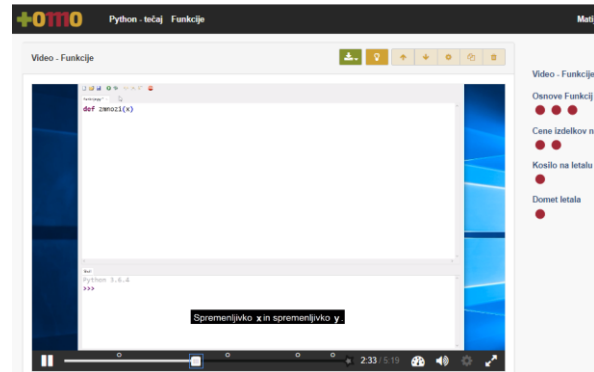 +OMO Python - tečaj Funkcije Mati
Video - Funkcije
def zmnozi(x)
Python 3.6.4
>>>
Spremenljivko x in spremenljivko y.
2:33 / 5:19
Video - Funkcije
Osnove Funkcij
Cene izdelkov n
Kosilo na letalu
Domet letala